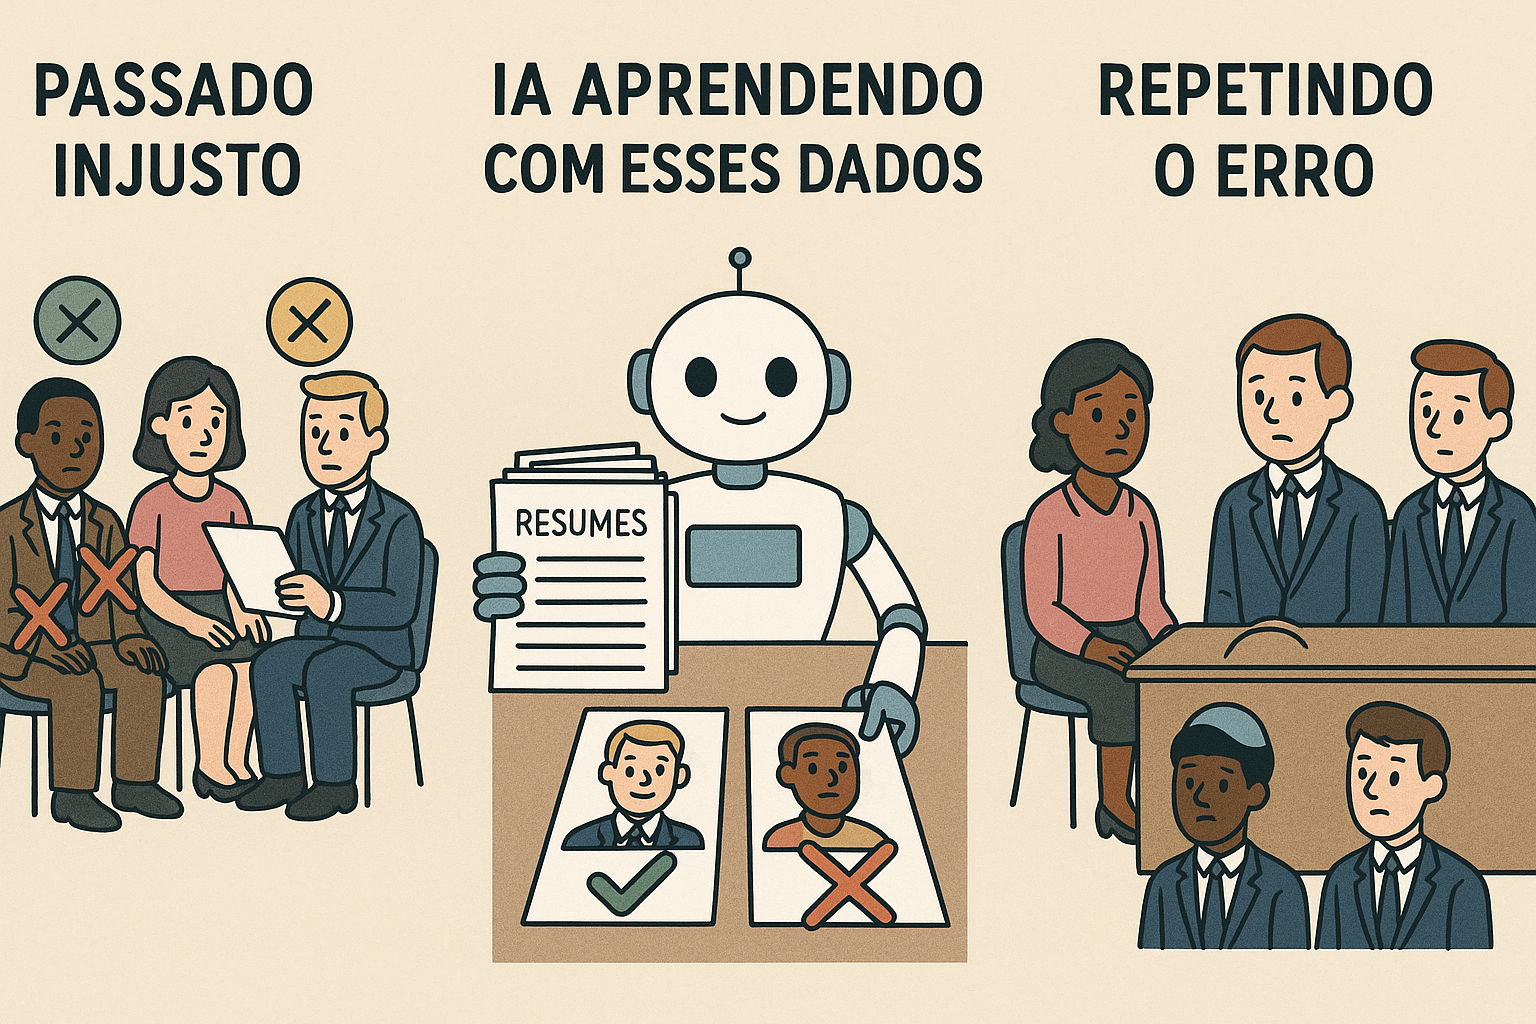 PASSADO
INJUSTO
IA APRENDENDO
COM ESSES DADOS
RESUMES
REPETINDO
O ERRO